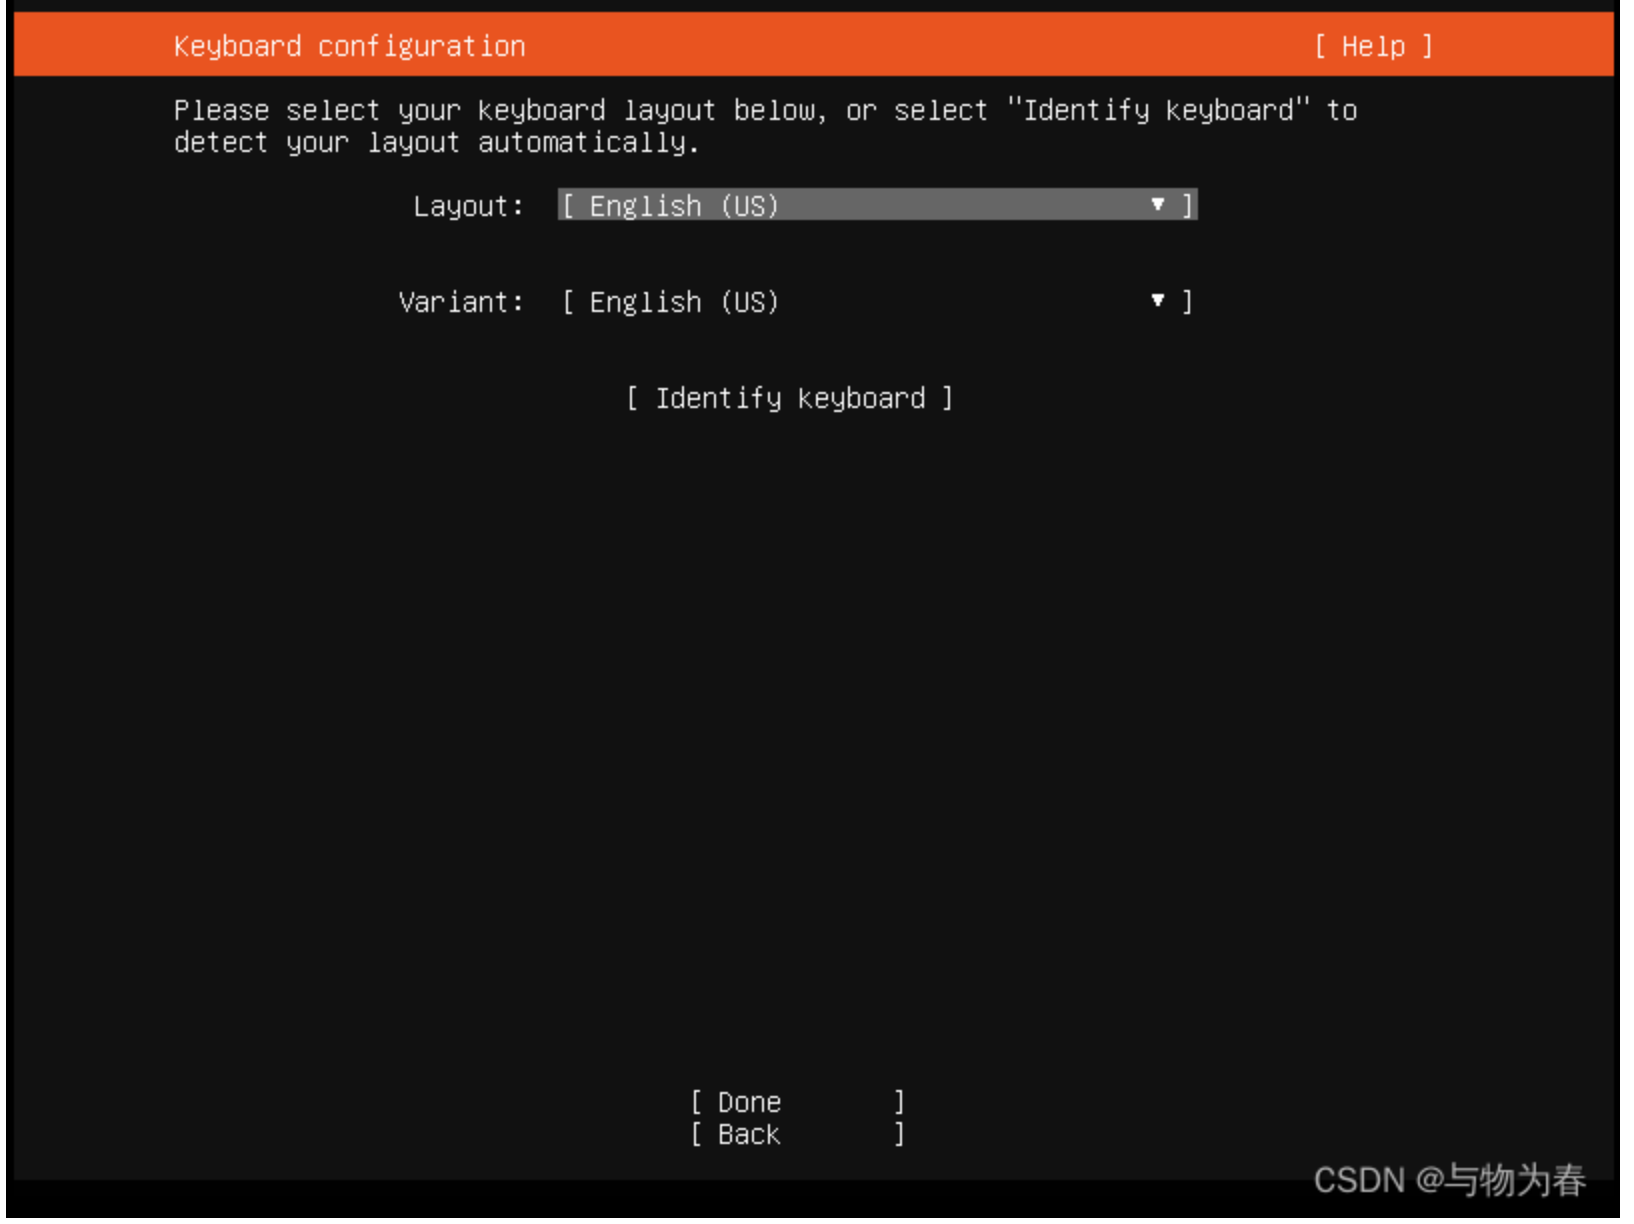 Keyboard configuration [ Help ]
Please select your keyboard layout below, or select "Identify keyboard" to
detect your layout automatically.
Layout: [ English (US) ▼ ]
Variant: [ English (US) ▼ ]
[ Identify keyboard ]
[ Done ]
[ Back ]
CSDN @与物为春